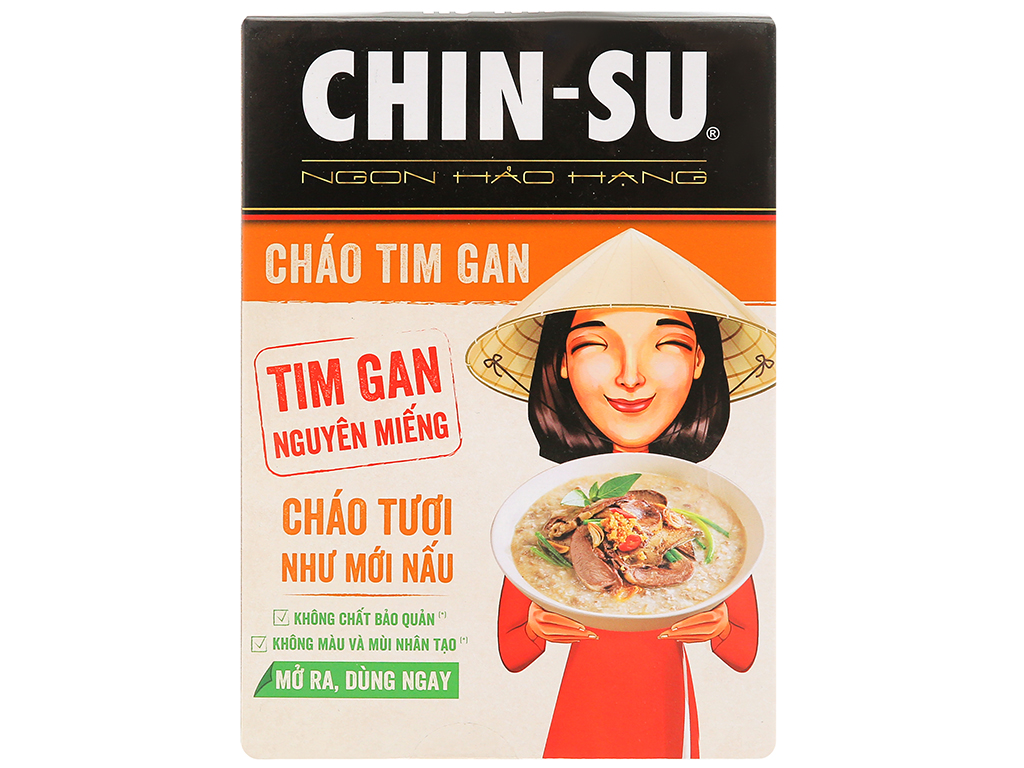 CHIN-SU®
NGON HẢO HẠNG
CHÁO TIM GAN
TIM GAN
NGUYÊN MIẾNG
CHÁO TƯƠI
NHƯ MỚI NẤU
KHÔNG CHẤT BẢO QUẢN (*)
KHÔNG MÀU VÀ MÙI NHÂN TẠO (*)
MỞ RA, DÙNG NGAY